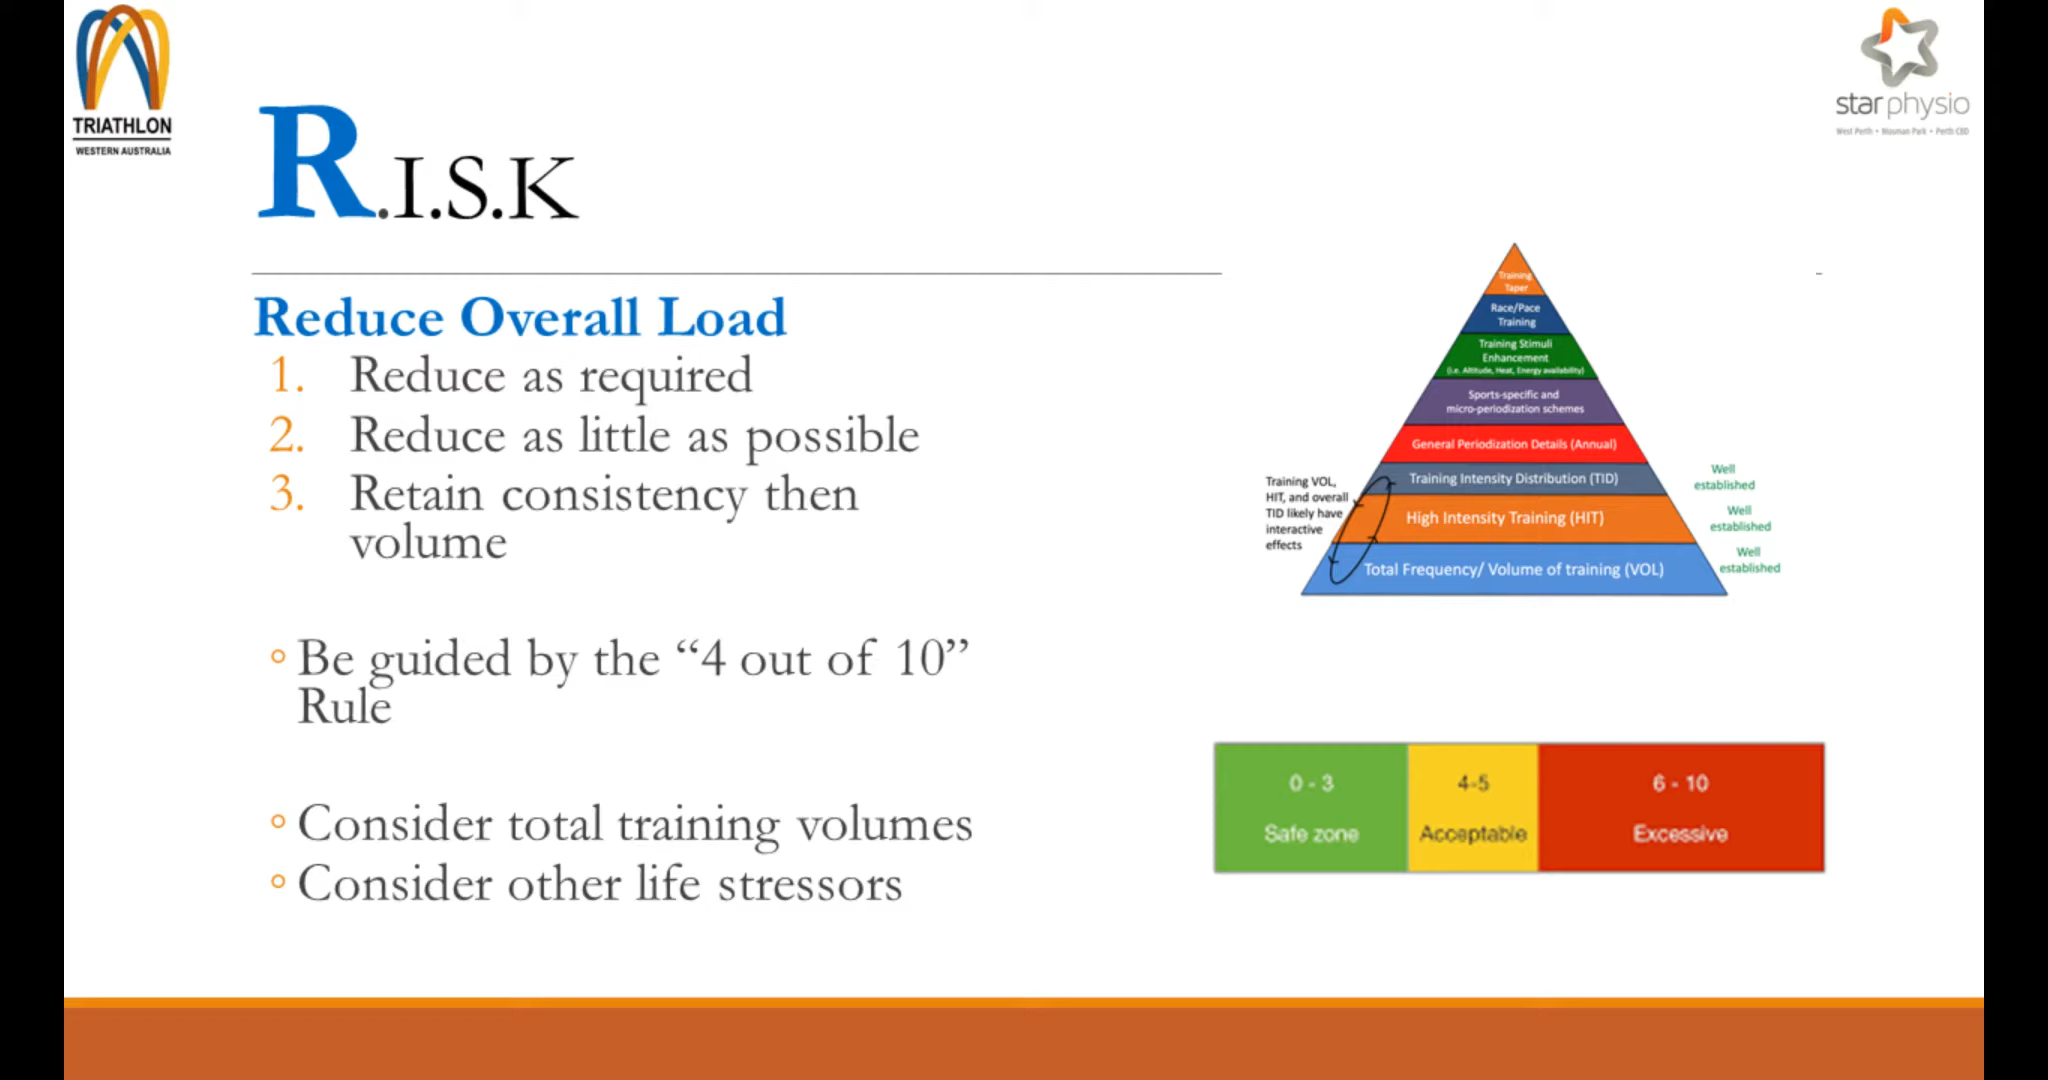 TRIATHLON
WESTERN AUSTRALIA
starphysio
West Perth • Mosman Park • Perth CBD
R.I.S.K
Reduce Overall Load
1. Reduce as required
2. Reduce as little as possible
3. Retain consistency then
volume
Be guided by the “4 out of 10”
Rule
Consider total training volumes
Consider other life stressors
Training
Taper
Race/Pace
Training
Training Stimuli
Enhancement
(i.e. Altitude, Heat, Energy availability)
Sports-specific and
micro-periodization schemes
General Periodization Details (Annual)
Training Intensity Distribution (TID)
High Intensity Training (HIT)
Total Frequency/ Volume of training (VOL)
Training VOL,
HIT, and overall
TID likely have
interactive
effects
Well
established
Well
established
Well
established
0 - 3
Safe zone
4-5
Acceptable
6 - 10
Excessive